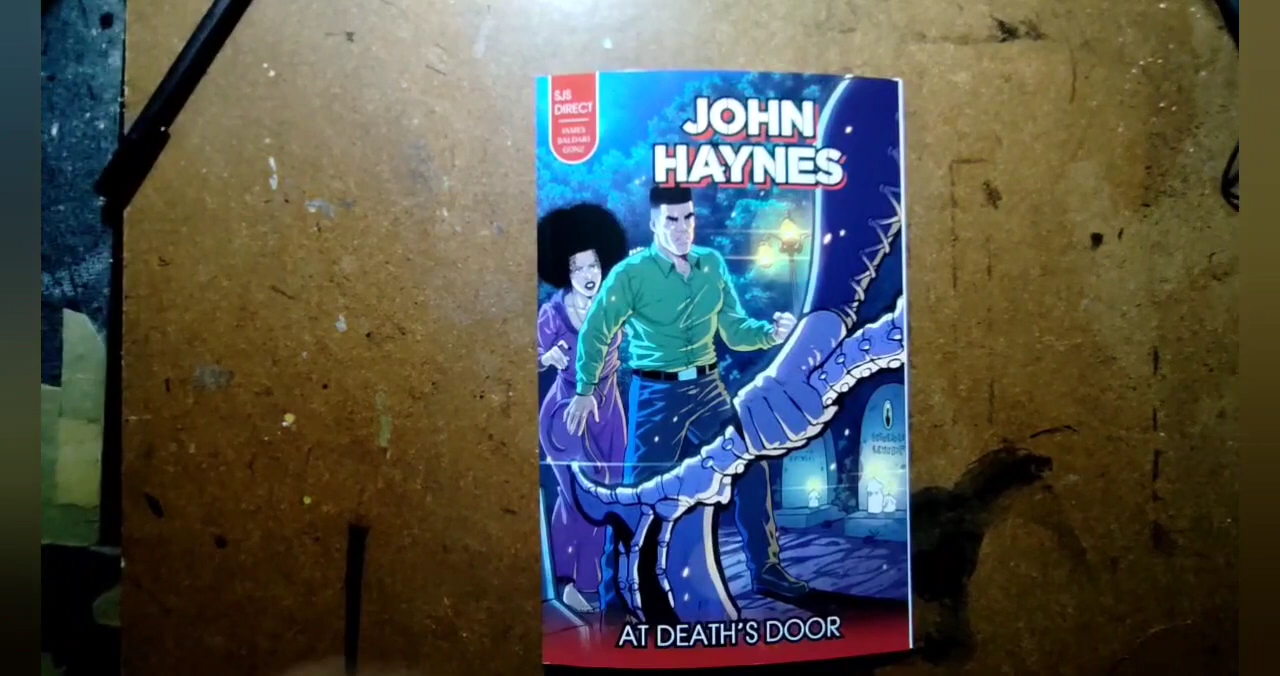 SJS
DIRECT
JAMES
BALDARI
GONZ
JOHN
HAYNES
AT DEATH'S DOOR